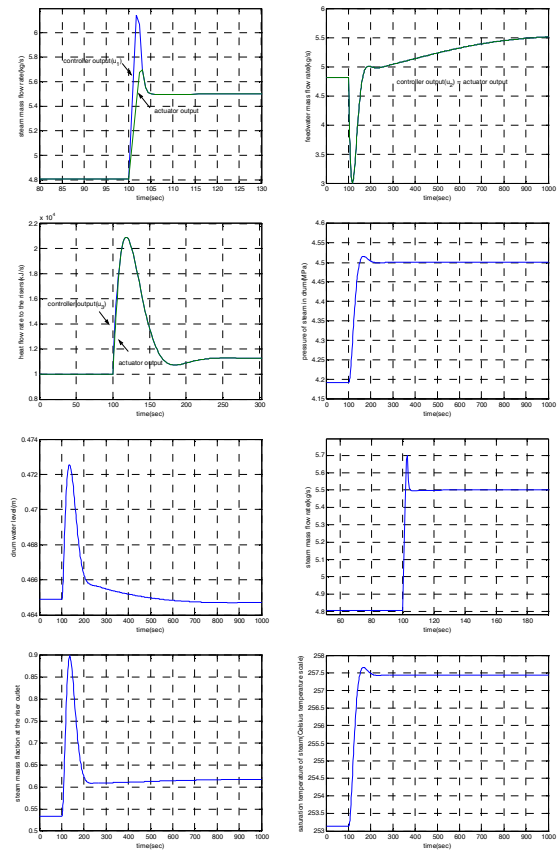 steam mass flow rate(kg/s)
6
5.8
5.6
5.4
5.2
5
4.8
controller output(u1)
actuator output
80 85 90 95 100 105 110 115 120 125 130
time(sec)
feedwater mass flow rate(kg/s)
5.5
5
4.5
4
3.5
3
controller output(u2) = actuator output
0 100 200 300 400 500 600 700 800 900 1000
time(sec)
heat flow rate to the risers(kJ/s)
x 10^4
2.2
2
1.8
1.6
1.4
1.2
1
0.8
controller output(u3)
actuator output
0 50 100 150 200 250 300
time(sec)
pressure of steam in drum(MPa)
4.6
4.55
4.5
4.45
4.4
4.35
4.3
4.25
4.2
4.15
0 100 200 300 400 500 600 700 800 900 1000
time(sec)
drum water level(m)
0.474
0.472
0.47
0.468
0.466
0.464
0 100 200 300 400 500 600 700 800 900 1000
time(sec)
steam mass flow rate(kg/s)
5.7
5.6
5.5
5.4
5.3
5.2
5.1
5
4.9
4.8
60 80 100 120 140 160 180
time(sec)
steam masss flaction at the riser outlet
0.9
0.85
0.8
0.75
0.7
0.65
0.6
0.55
0.5
0 100 200 300 400 500 600 700 800 900 1000
time(sec)
saturation temperature of steam(Celsius temperature scale)
258
257.5
257
256.5
256
255.5
255
254.5
254
253.5
253
0 100 200 300 400 500 600 700 800 900 1000
time(sec)